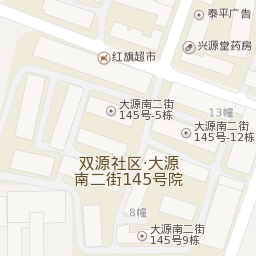 泰平广告
兴源堂药房
红旗超市
大源南二街
145号-5栋
13幢
大源南二街
145号-12栋
双源社区·大源
南二街145号院
8幢
大源南二街
145号9栋